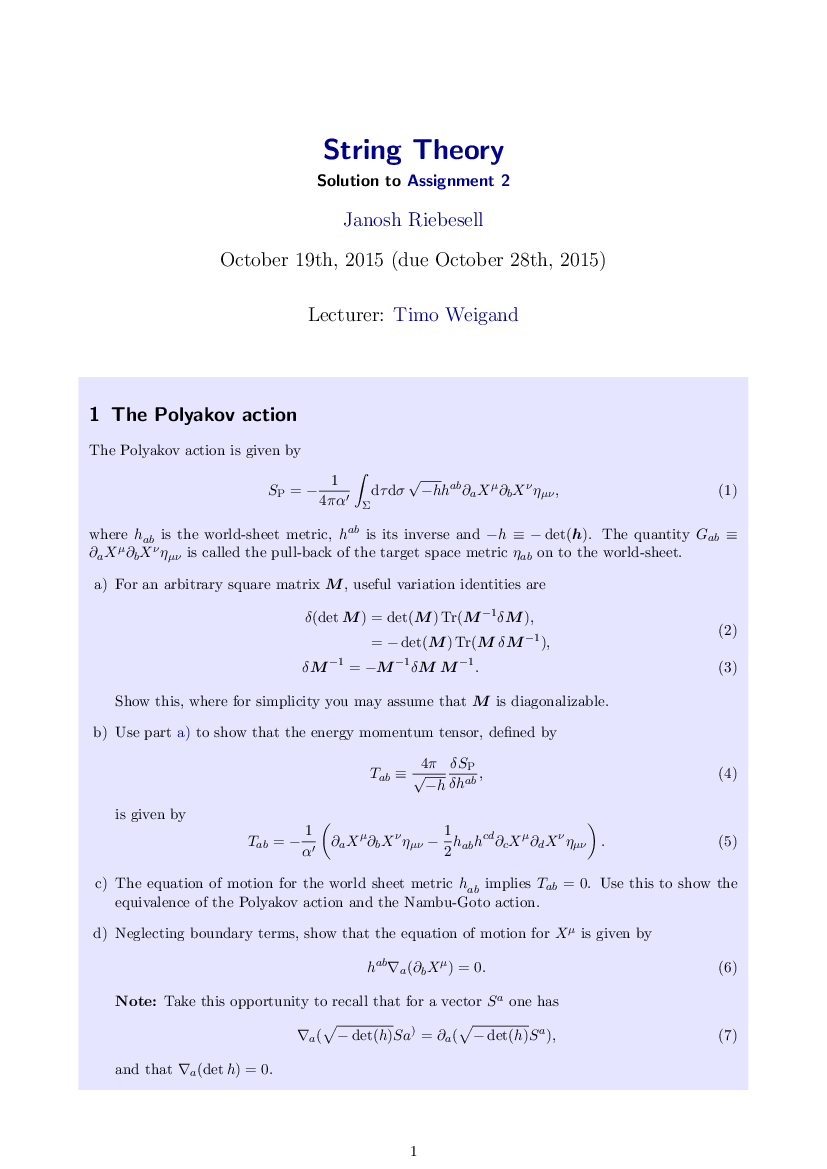 String Theory
Solution to Assignment 2
Janosh Riebesell
October 19th, 2015 (due October 28th, 2015)
Lecturer: Timo Weigand
1 The Polyakov action
The Polyakov action is given by
$S_{\mathrm{P}} = -\frac{1}{4\pi\alpha'} \int_\Sigma \mathrm{d}\tau \mathrm{d}\sigma \sqrt{-h} h^{ab} \partial_a X^\mu \partial_b X^\nu \eta_{\mu\nu},$ (1)
where $h_{ab}$ is the world-sheet metric, $h^{ab}$ is its inverse and $-h \equiv -\det(\boldsymbol{h})$. The quantity $G_{ab} \equiv$
$\partial_a X^\mu \partial_b X^\nu \eta_{\mu\nu}$ is called the pull-back of the target space metric $\eta_{ab}$ on to the world-sheet.
a) For an arbitrary square matrix $\boldsymbol{M}$, useful variation identities are
$\delta(\det \boldsymbol{M}) = \det(\boldsymbol{M}) \operatorname{Tr}(\boldsymbol{M}^{-1} \delta \boldsymbol{M}),$
$= -\det(\boldsymbol{M}) \operatorname{Tr}(\boldsymbol{M} \, \delta \boldsymbol{M}^{-1}),$ (2)
$\delta \boldsymbol{M}^{-1} = -\boldsymbol{M}^{-1} \delta \boldsymbol{M} \, \boldsymbol{M}^{-1}.$ (3)
Show this, where for simplicity you may assume that $\boldsymbol{M}$ is diagonalizable.
b) Use part a) to show that the energy momentum tensor, defined by
$T_{ab} \equiv \frac{4\pi}{\sqrt{-h}} \frac{\delta S_{\mathrm{P}}}{\delta h^{ab}},$ (4)
is given by
$T_{ab} = -\frac{1}{\alpha'} \left( \partial_a X^\mu \partial_b X^\nu \eta_{\mu\nu} - \frac{1}{2} h_{ab} h^{cd} \partial_c X^\mu \partial_d X^\nu \eta_{\mu\nu} \right).$ (5)
c) The equation of motion for the world sheet metric $h_{ab}$ implies $T_{ab} = 0$. Use this to show the
equivalence of the Polyakov action and the Nambu-Goto action.
d) Neglecting boundary terms, show that the equation of motion for $X^\mu$ is given by
$h^{ab} \nabla_a (\partial_b X^\mu) = 0.$ (6)
Note: Take this opportunity to recall that for a vector $S^a$ one has
$\nabla_a (\sqrt{-\det(h)} Sa^) = \partial_a (\sqrt{-\det(h)} S^a),$ (7)
and that $\nabla_a (\det h) = 0.$
1